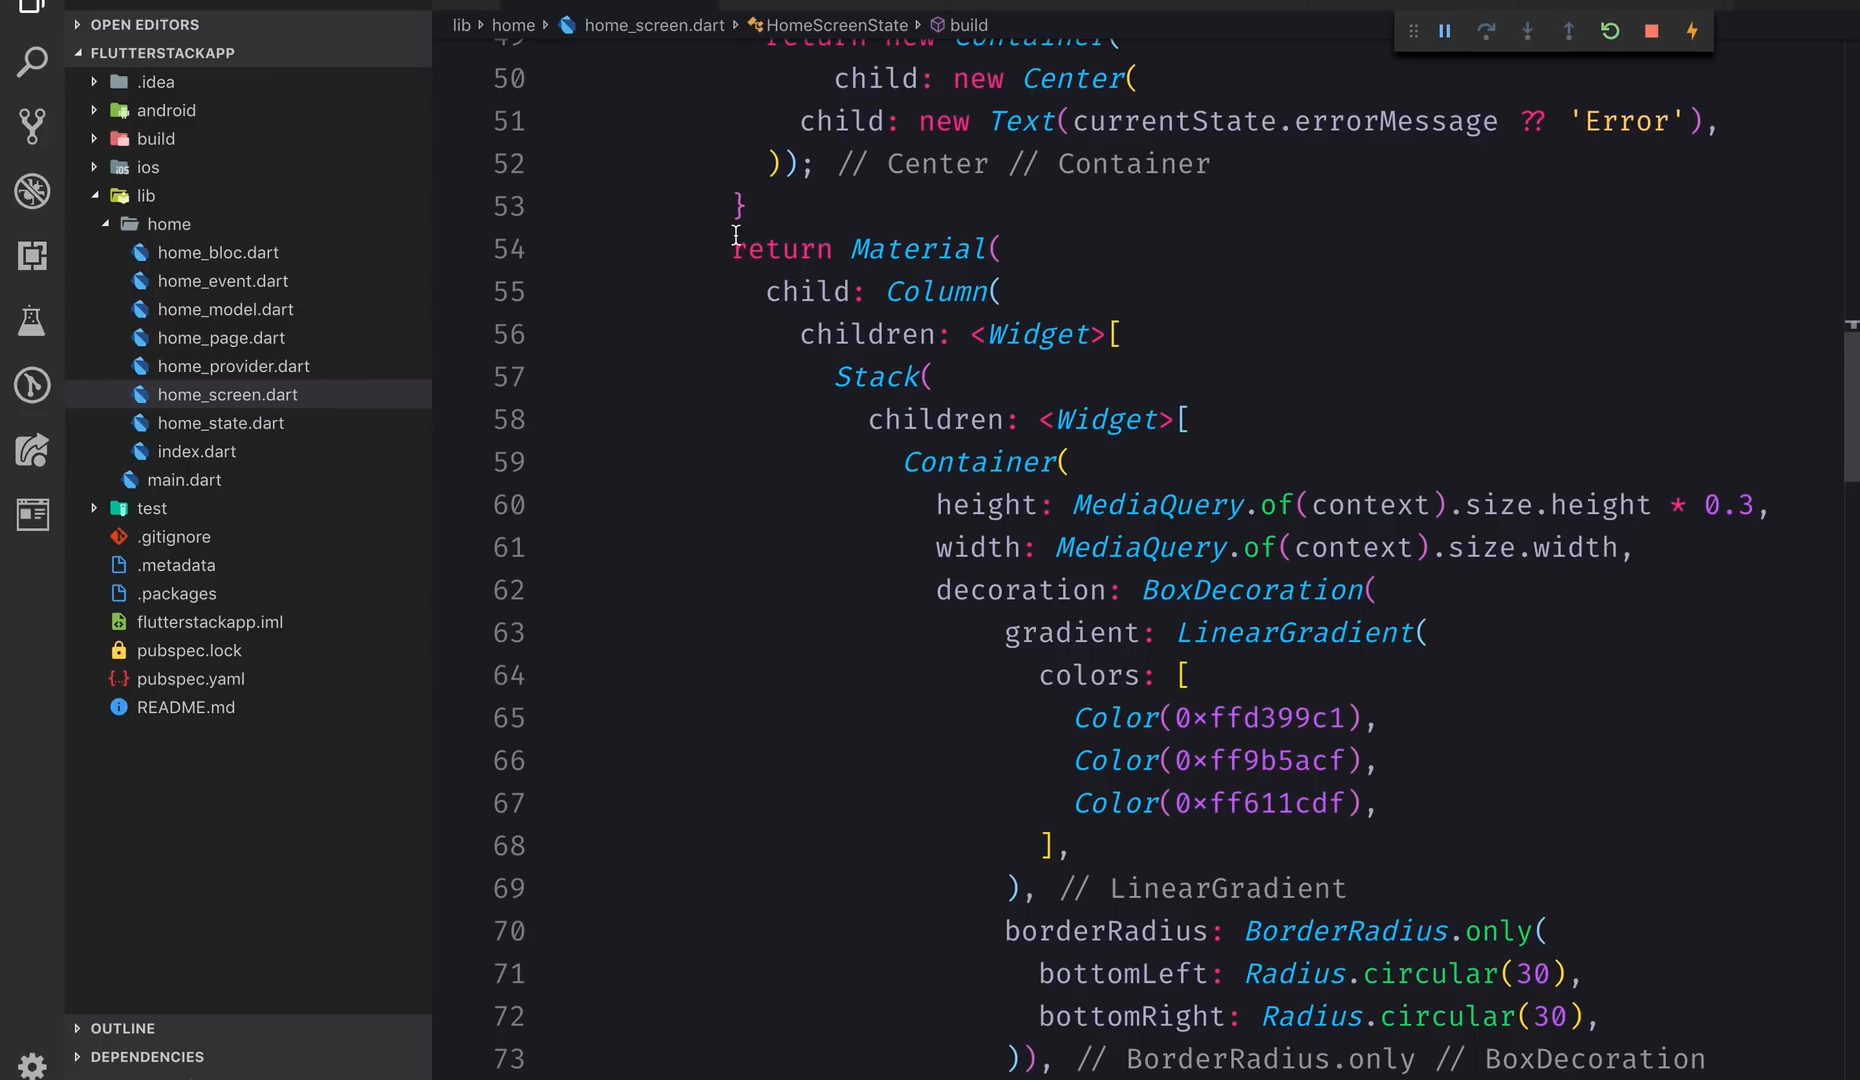 OPEN EDITORS
FLUTTERSTACKAPP
.idea
android
build
ios
lib
home
home_bloc.dart
home_event.dart
home_model.dart
home_page.dart
home_provider.dart
home_screen.dart
home_state.dart
index.dart
main.dart
test
.gitignore
.metadata
.packages
flutterstackapp.iml
pubspec.lock
pubspec.yaml
README.md
OUTLINE
DEPENDENCIES
lib home home_screen.dart HomeScreenState build
49 return new Container(
50 child: new Center(
51 child: new Text(currentState.errorMessage ?? 'Error'),
52 )); // Center // Container
53 }
54 return Material(
55 child: Column(
56 children: <Widget>[
57 Stack(
58 children: <Widget>[
59 Container(
60 height: MediaQuery.of(context).size.height * 0.3,
61 width: MediaQuery.of(context).size.width,
62 decoration: BoxDecoration(
63 gradient: LinearGradient(
64 colors: [
65 Color(0xffd399c1),
66 Color(0xff9b5acf),
67 Color(0xff611cdf),
68 ],
69 ), // LinearGradient
70 borderRadius: BorderRadius.only(
71 bottomLeft: Radius.circular(30),
72 bottomRight: Radius.circular(30),
73 )), // BorderRadius.only // BoxDecoration